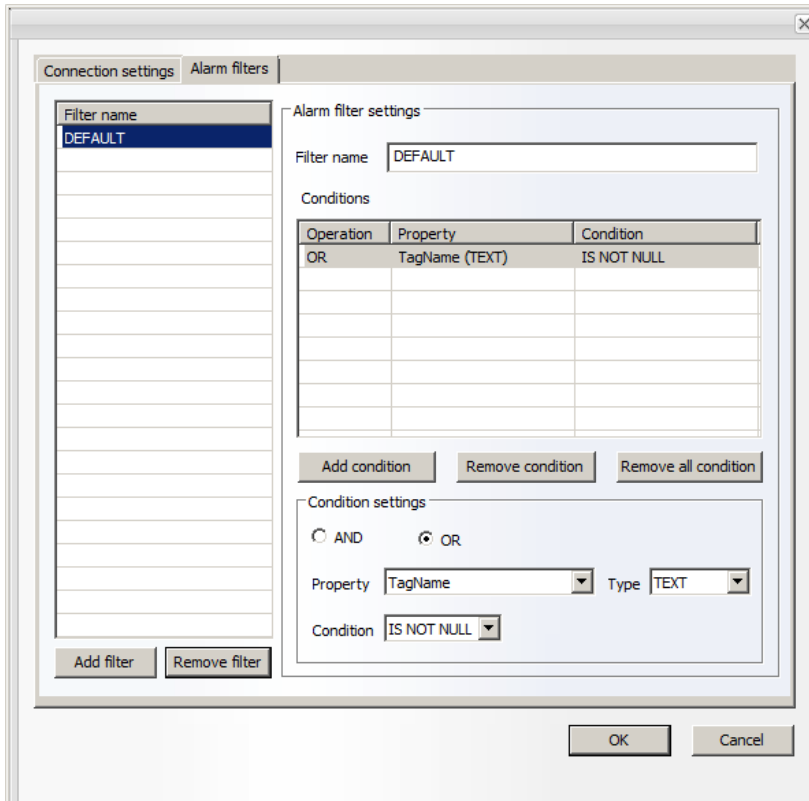 Connection settings
Alarm filters
Filter name
DEFAULT
Add filter
Remove filter
Alarm filter settings
Filter name
DEFAULT
Conditions
Operation Property Condition
OR TagName (TEXT) IS NOT NULL
Add condition
Remove condition
Remove all condition
Condition settings
AND
OR
Property TagName
Type TEXT
Condition IS NOT NULL
OK
Cancel